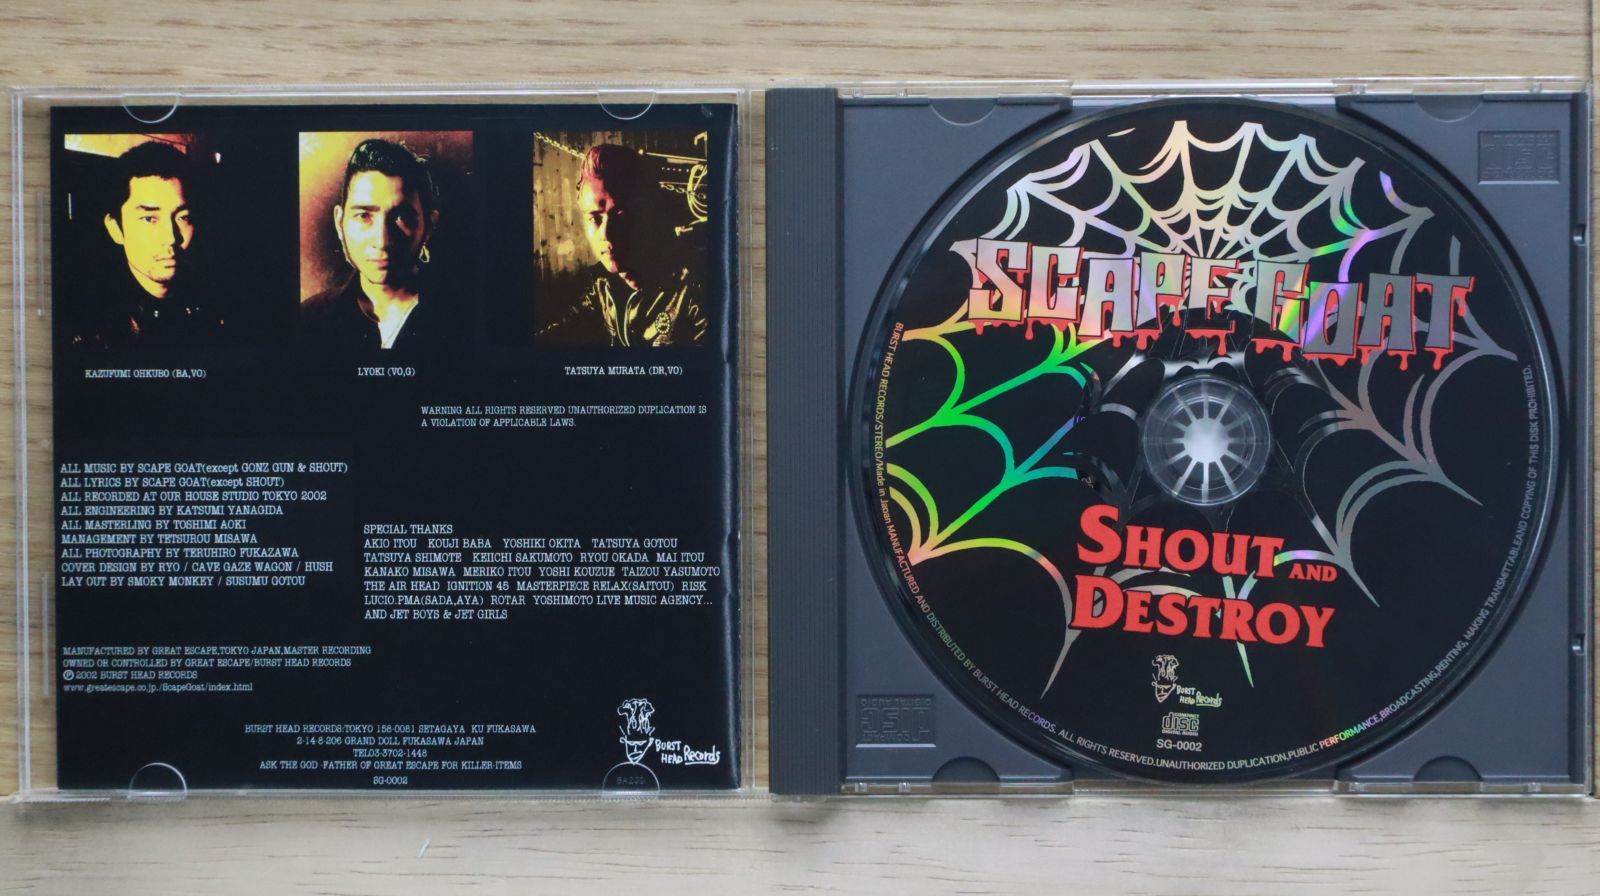 KAZUFUMI OHKUBO (BA,VO)
LYOKI (VO,G)
TATSUYA MURATA (DR,VO)
WARNING ALL RIGHTS RESERVED UNAUTHORIZED DUPLICATION IS
A VIOLATION OF APPLICABLE LAWS.
ALL MUSIC BY SCAPE GOAT(except GONZ GUN & SHOUT)
ALL LYRICS BY SCAPE GOAT(except SHOUT)
ALL RECORDED AT OUR HOUSE STUDIO TOKYO 2002
ALL ENGINEERING BY KATSUMI YANAGIDA
ALL MASTERLING BY TOSHIMI AOKI
MANAGEMENT BY TETSUROU MISAWA
ALL PHOTOGRAPHY BY TERUHIRO FUKAZAWA
COVER DESIGN BY RYO / CAVE GAZE WAGON / HUSH
LAY OUT BY SMOKY MONKEY / SUSUMU GOTOU
SPECIAL THANKS
AKIO ITOU KOUJI BABA YOSHIKI OKITA TATSUYA GOTOU
TATSUYA SHIMOTE KEIICHI SAKUMOTO RYOU OKADA MAI ITOU
KANAKO MISAWA MERIKO ITOU YOSHI KOUZUE TAIZOU YASUMOTO
THE AIR HEAD IGNITION 45 MASTERPIECE RELAX(SAITOU) RISK
LUCIO.PMA(SADA,AYA) ROTAR YOSHIMOTO LIVE MUSIC AGENCY...
AND JET BOYS & JET GIRLS
MANUFACTURED BY GREAT ESCAPE,TOKYO JAPAN,MASTER RECORDING
OWNED OR CONTROLLED BY GREAT ESCAPE/BURST HEAD RECORDS
Ⓟ 2002 BURST HEAD RECORDS
www.greatescape.co.jp./ScapeGoat/index.html
BURST HEAD RECORDS:TOKYO 158-0081 SETAGAYA KU FUKASAWA
2-14-8-206 GRAND DOLL FUKASAWA JAPAN
TEL03-3702-1448
ASK THE GOD -FATHER OF GREAT ESCAPE FOR KILLER-ITEMS
SG-0002
BURST
HEAD Records
SCAPE GOAT
SHOUT AND
DESTROY
BURST
HEAD Records
COMPACT
disc
DIGITAL AUDIO
SG-0002
BURST HEAD RECORDS/STEREO/Made in Japan MANUFACTURED AND DISTRIBUTED BY BURST HEAD RECORDS. ALL RIGHTS RESERVED.UNAUTHORIZED DUPLICATION,PUBLIC PERFORMANCE,BROADCASTING,RENTING, MAKING TRANSMITTABLE,AND COPYING OF THIS DISK PROHIBITED.